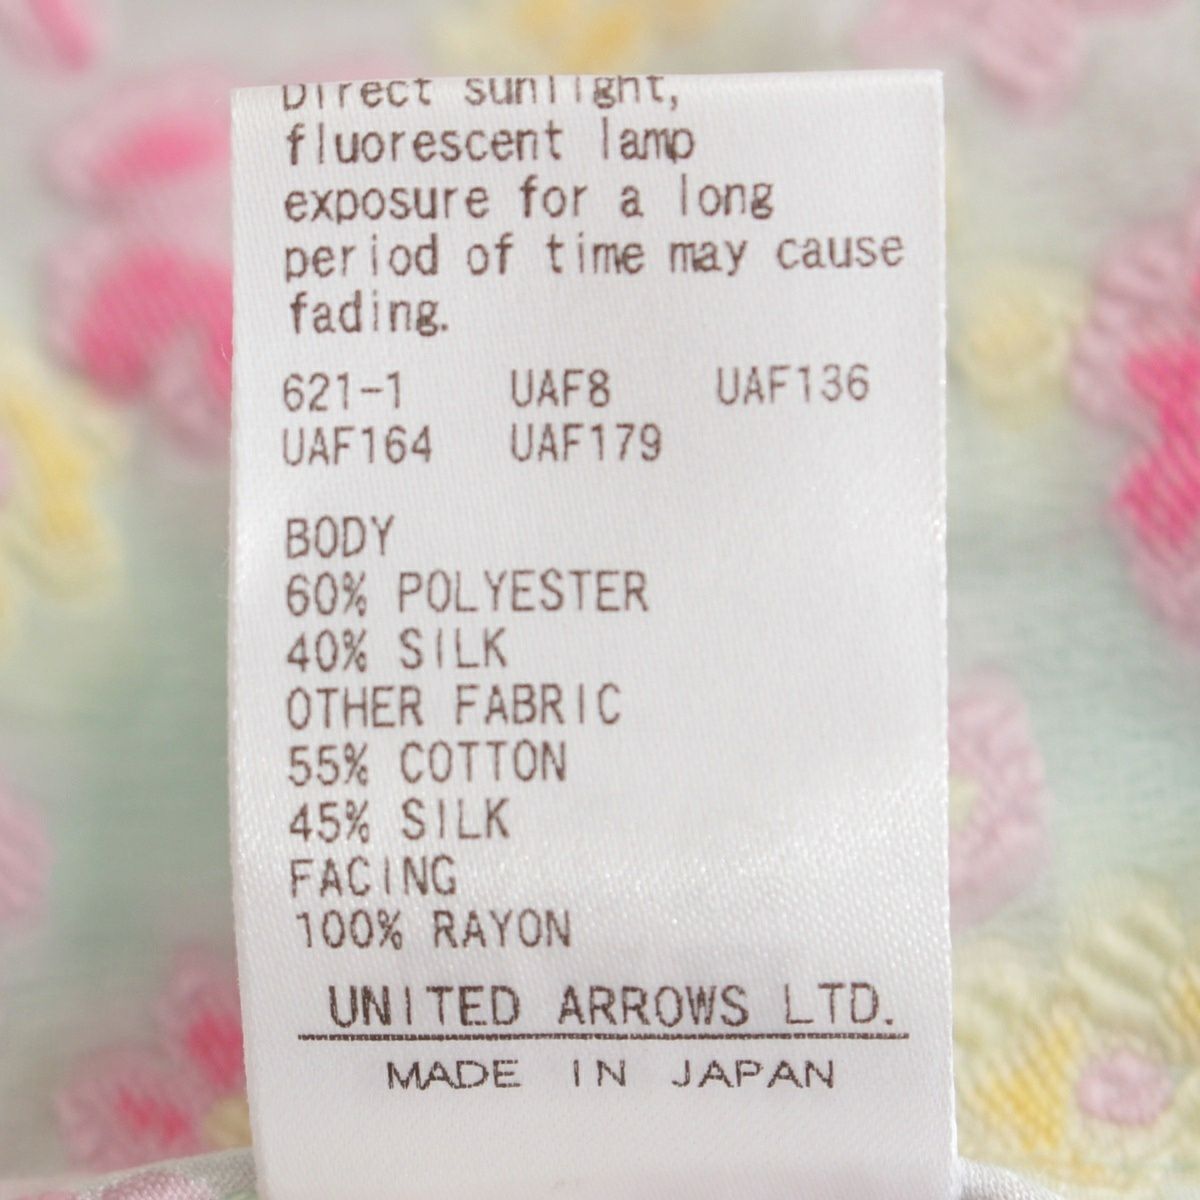 Direct sunlight,
fluorescent lamp
exposure for a long
period of time may cause
fading.
621-1 UAF8 UAF136
UAF164 UAF179
BODY
60% POLYESTER
40% SILK
OTHER FABRIC
55% COTTON
45% SILK
FACING
100% RAYON
UNITED ARROWS LTD.
MADE IN JAPAN